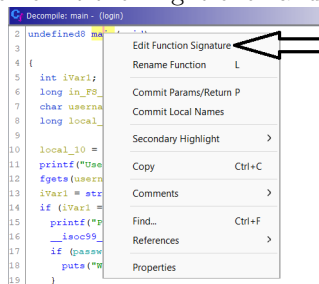 Decompile: main - (login)
2 undefined8 ma
3
4 {
5 int iVar1;
6 long in_FS_
7 char userna
8 long local_
9
10 local_10 =
11 printf("Use
12 fgets(usern
13 iVar1 = str
14 if (iVar1 =
15 printf("P
16 __isoc99_
17 if (passw
18 puts("W
19 }
Edit Function Signature
Rename Function L
Commit Params/Return P
Commit Local Names
Secondary Highlight >
Copy Ctrl+C
Comments >
Find... Ctrl+F
References >
Properties